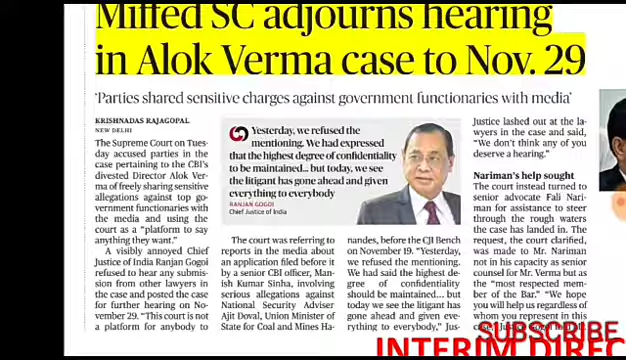 Miffed SC adjourns hearing
in Alok Verma case to Nov. 29
'Parties shared sensitive charges against government functionaries with media'
KRISHNADAS RAJAGOPAL
NEW DELHI
The Supreme Court on Tues-
day accused parties in the
case pertaining to the CBI's
divested Director Alok Ver-
ma of freely sharing sensitive
allegations against top go-
vernment functionaries with
the media and using the
court as a "platform to say
anything they want."
A visibly annoyed Chief
Justice of India Ranjan Gogoi
refused to hear any submis-
sion from other lawyers
in the case and posted the case
for further hearing on No-
vember 29. "This court is not
a platform for anybody to
Yesterday, we refused the
mentioning. We had expressed
that the highest degree of confidentiality
to be maintained... but today, we see
the litigant has gone ahead and given
everything to everybody
RANJAN GOGOI
Chief Justice of India
The court was referring to
reports in the media about
an application filed before it
by a senior CBI officer, Man-
ish Kumar Sinha, involving
serious allegations against
National Security Adviser
Ajit Doval, Union Minister of
State for Coal and Mines Ha-
nandes, before the CJI Bench
on November 19. "Yesterday,
we refused the mentioning.
We had said the highest de-
gree of confidentiality
should be maintained... but
today we see the litigant has
gone ahead and given eve-
rything to everybody," Jus-
Justice lashed out at the la-
wyers in the case and said,
"We don't think any of you
deserve a hearing."
Nariman's help sought
The court instead turned to
senior advocate Fali Nari-
man for assistance to steer
through the rough waters
the case has landed in. The
request, the court clarified,
was made to Mr. Nariman
not in his capacity as senior
counsel for Mr. Verma but as
the "most respected mem-
ber of the Bar." "We hope
you will help us regardless of
whom you represent in this
SUBSCRIBE
INTERIM DIREC